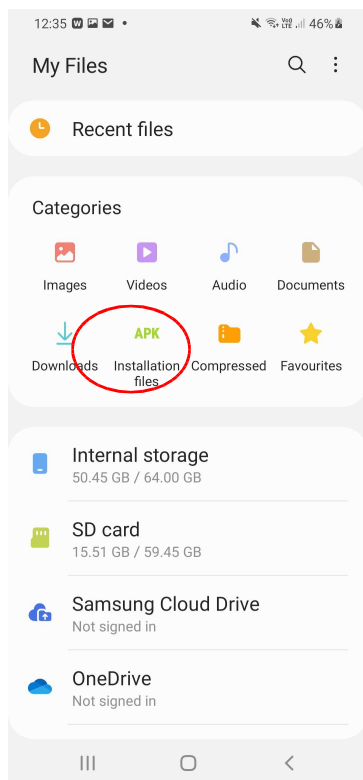 12:35 W 46%
My Files
Recent files
Categories
Images Videos Audio Documents
APK
Downloads Installation files Compressed Favourites
Internal storage
50.45 GB / 64.00 GB
SD card
15.51 GB / 59.45 GB
Samsung Cloud Drive
Not signed in
OneDrive
Not signed in